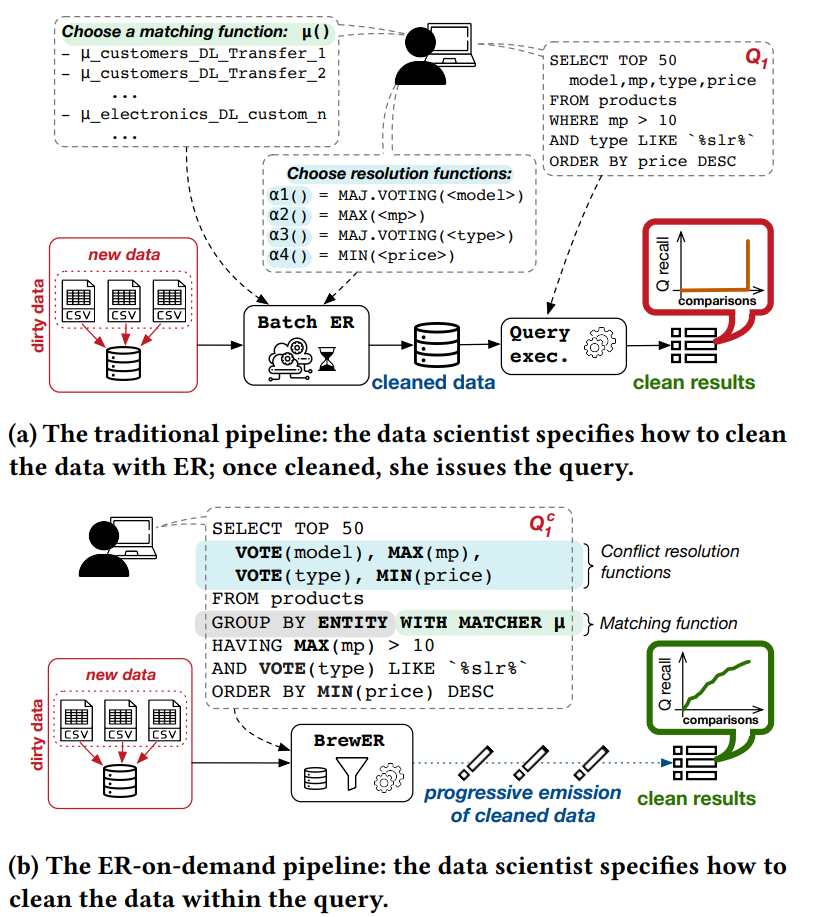 Choose a matching function: μ()
- μ_customers_DL_Transfer_1
- μ_customers_DL_Transfer_2
...
- μ_electronics_DL_custom_n
...
Q1
SELECT TOP 50
model,mp,type,price
FROM products
WHERE mp > 10
AND type LIKE `%slr%`
ORDER BY price DESC
Choose resolution functions:
α1() = MAJ.VOTING(<model>)
α2() = MAX(<mp>)
α3() = MAJ.VOTING(<type>)
α4() = MIN(<price>)
dirty data
new data
CSV CSV CSV
Batch ER
cleaned data
Query
exec.
Q recall
comparisons
clean results
(a) The traditional pipeline: the data scientist specifies how to clean
the data with ER; once cleaned, she issues the query.
Q1^C
SELECT TOP 50
VOTE(model), MAX(mp),
VOTE(type), MIN(price)
FROM products
GROUP BY ENTITY WITH MATCHER μ
HAVING MAX(mp) > 10
AND VOTE(type) LIKE `%slr%`
ORDER BY MIN(price) DESC
Conflict resolution
functions
Matching function
dirty data
new data
CSV CSV CSV
BrewER
progressive emission
of cleaned data
Q recall
comparisons
clean results
(b) The ER-on-demand pipeline: the data scientist specifies how to
clean the data within the query.